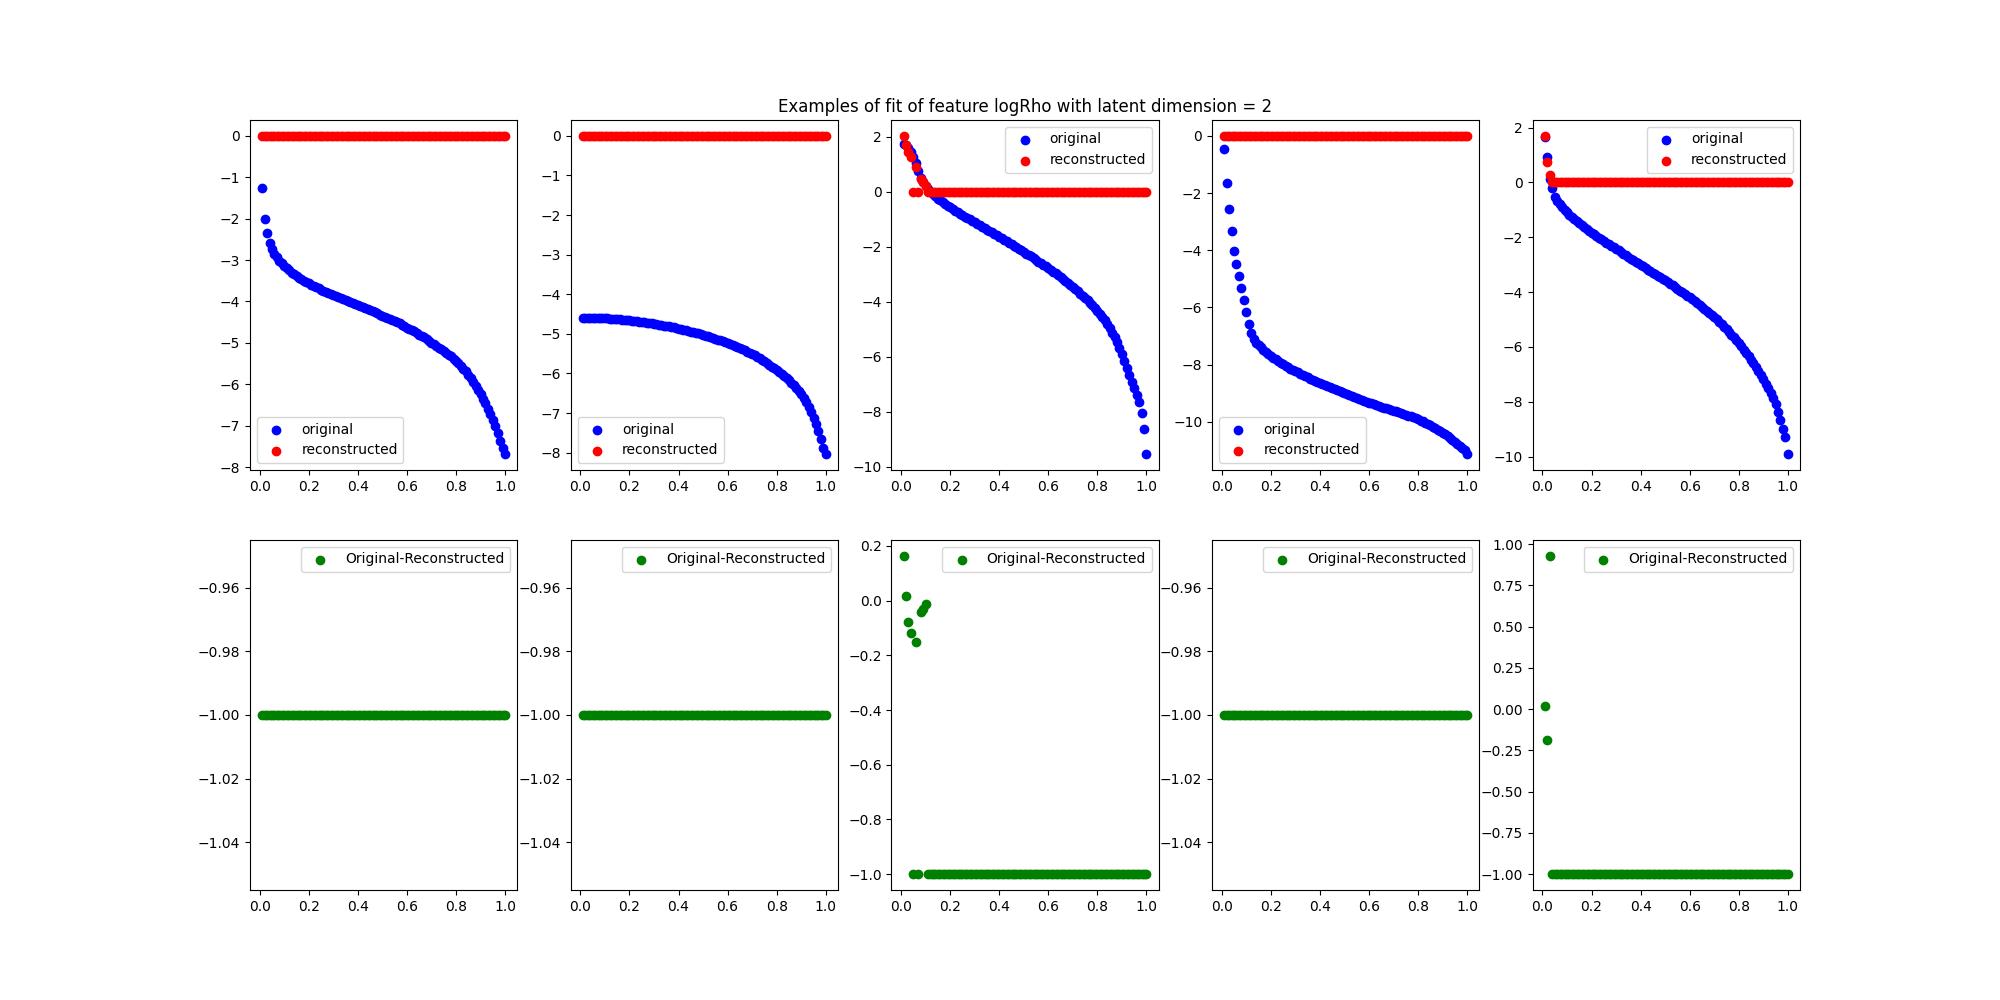 Examples of fit of feature logRho with latent dimension = 2
0
−1
−2
−3
−4
−5
−6
−7
−8
original
reconstructed
0.0 0.2 0.4 0.6 0.8 1.0
0
−1
−2
−3
−4
−5
−6
−7
−8
original
reconstructed
0.0 0.2 0.4 0.6 0.8 1.0
2
0
−2
−4
−6
−8
−10
original
reconstructed
0.0 0.2 0.4 0.6 0.8 1.0
0
−2
−4
−6
−8
−10
original
reconstructed
0.0 0.2 0.4 0.6 0.8 1.0
2
0
−2
−4
−6
−8
−10
original
reconstructed
0.0 0.2 0.4 0.6 0.8 1.0
Original-Reconstructed
−0.96
−0.98
−1.00
−1.02
−1.04
0.0 0.2 0.4 0.6 0.8 1.0
Original-Reconstructed
−0.96
−0.98
−1.00
−1.02
−1.04
0.0 0.2 0.4 0.6 0.8 1.0
Original-Reconstructed
0.2
0.0
−0.2
−0.4
−0.6
−0.8
−1.0
0.0 0.2 0.4 0.6 0.8 1.0
Original-Reconstructed
−0.96
−0.98
−1.00
−1.02
−1.04
0.0 0.2 0.4 0.6 0.8 1.0
Original-Reconstructed
1.00
0.75
0.50
0.25
0.00
−0.25
−0.50
−0.75
−1.00
0.0 0.2 0.4 0.6 0.8 1.0